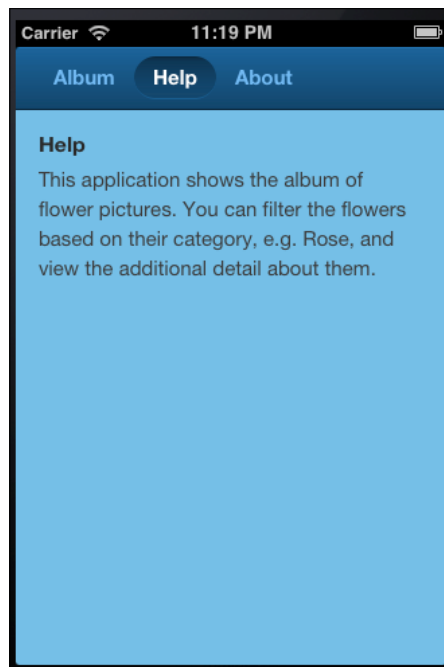 Carrier 11:19 PM
Album Help About
Help
This application shows the album of
flower pictures. You can filter the flowers
based on their category, e.g. Rose, and
view the additional detail about them.